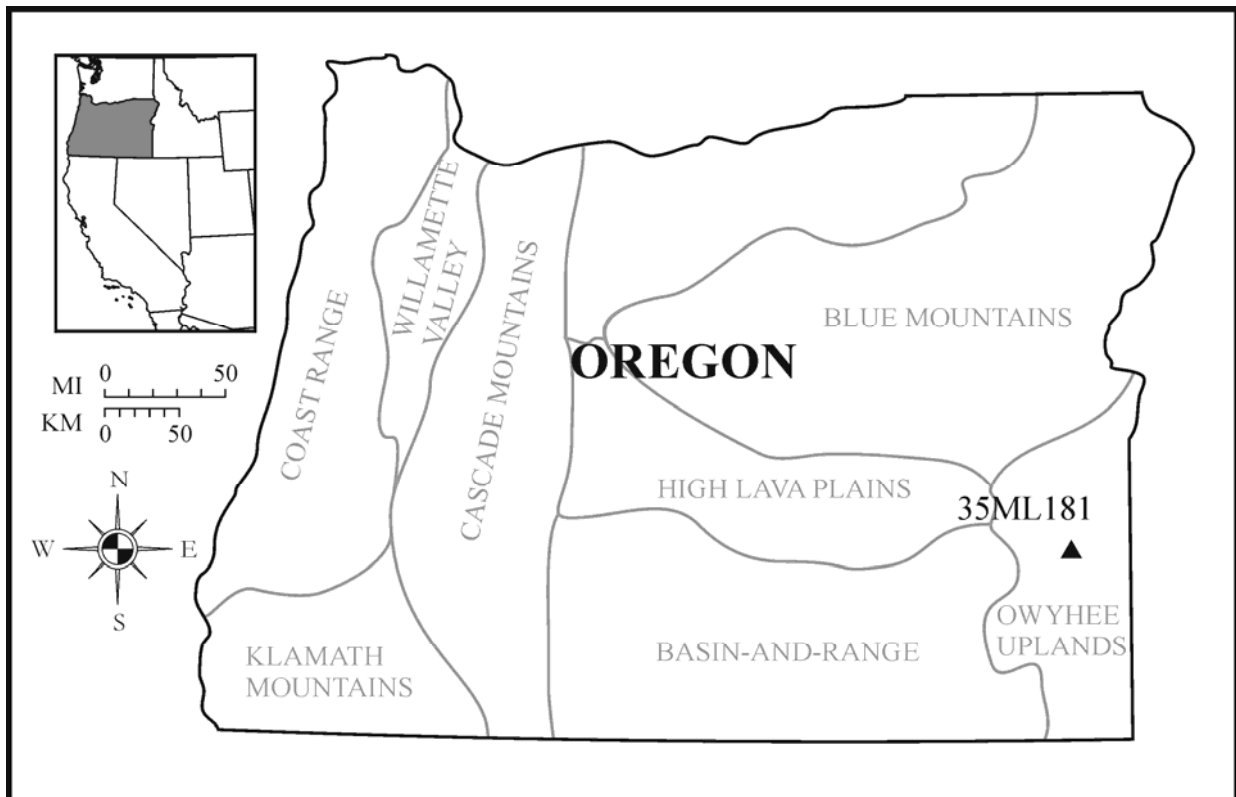 MI
0
50
KM
0
50
N
W
E
S
COAST RANGE
WILLAMETTE
VALLEY
CASCADE MOUNTAINS
BLUE MOUNTAINS
OREGON
HIGH LAVA PLAINS
35ML181
OWYHEE
UPLANDS
KLAMATH
MOUNTAINS
BASIN-AND-RANGE